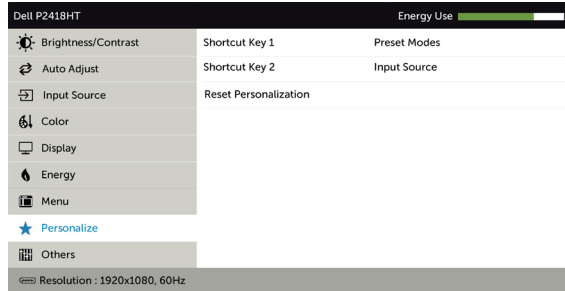 Dell P2418HT Energy Use
Brightness/Contrast Shortcut Key 1 Preset Modes
Auto Adjust Shortcut Key 2 Input Source
Input Source Reset Personalization
Color
Display
Energy
Menu
Personalize
Others
Resolution : 1920x1080, 60Hz